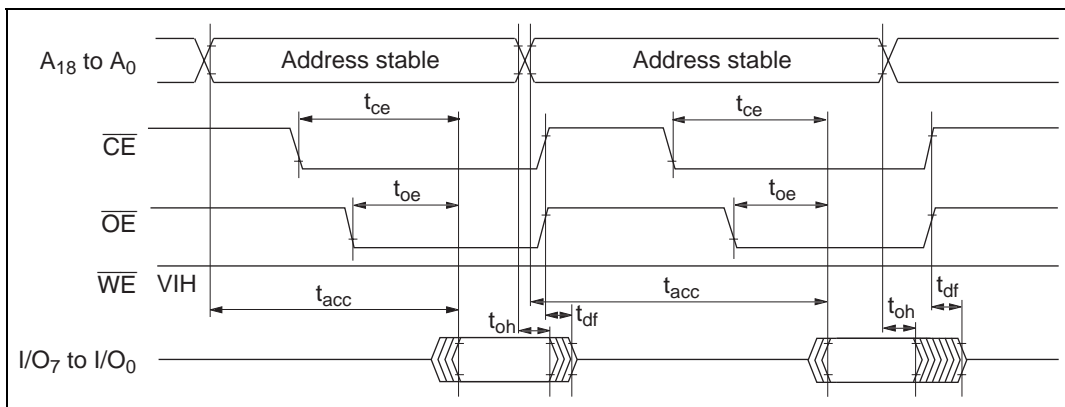 A18 to A0 Address stable Address stable
tce tce
CE
toe toe
OE
WE VIH
tacc tacc
toh tdf toh tdf
I/O7 to I/O0